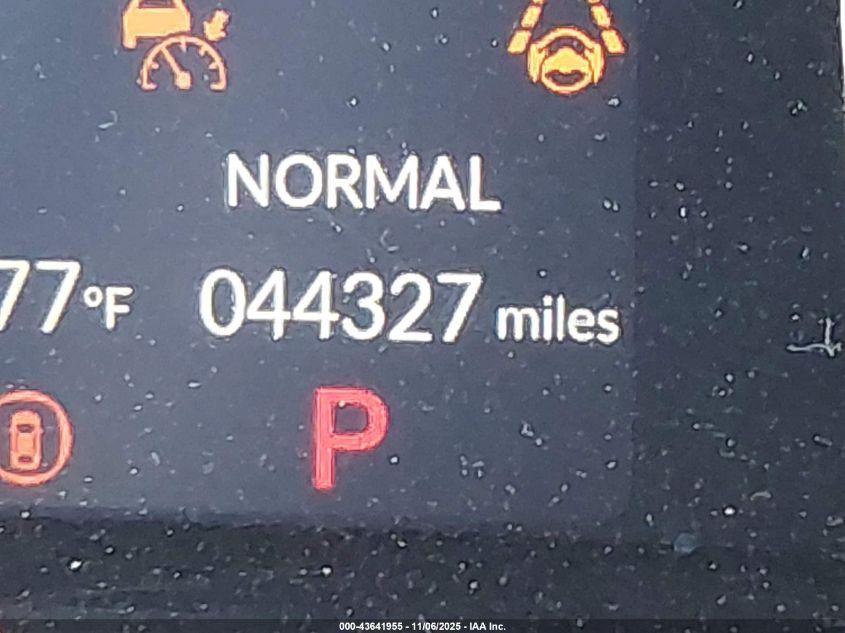 NORMAL
77°F 044327 miles
P
000-43641955 - 11/06/2025 - IAA Inc.